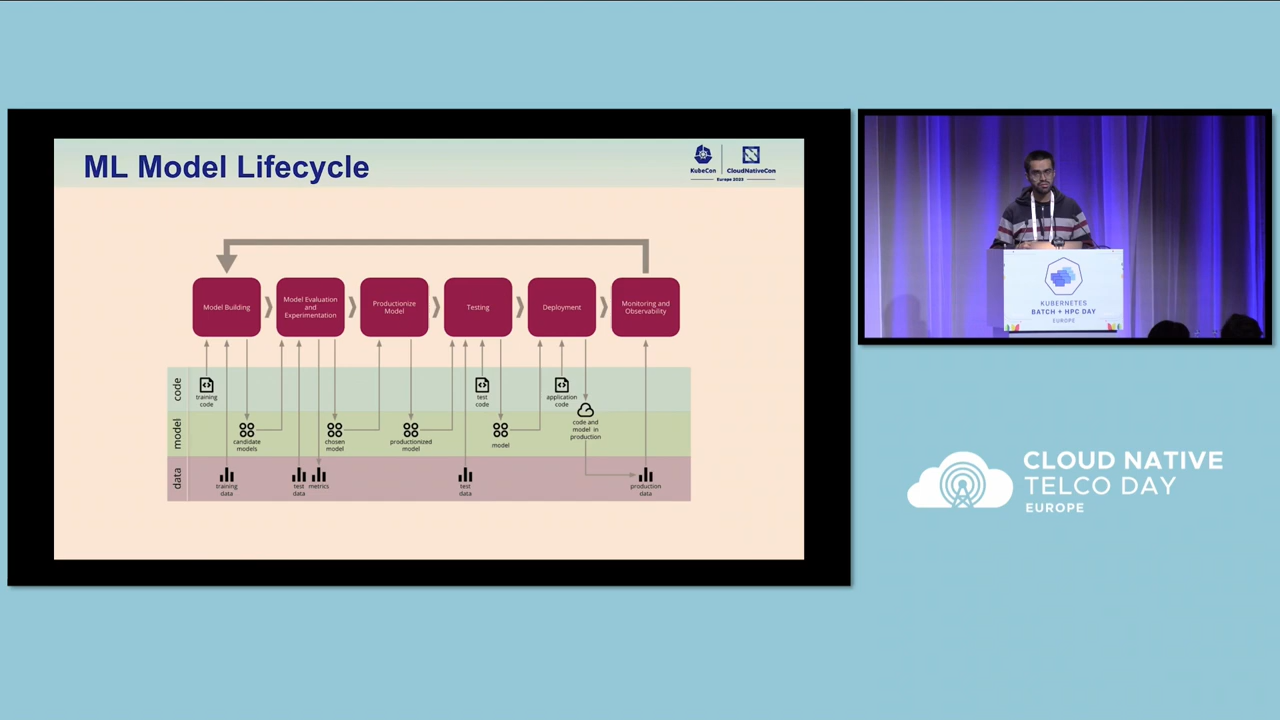 ML Model Lifecycle
KubeCon
CloudNativeCon
Europe 2023
Model Building
Model Evaluation
and
Experimentation
Productionize
Model
Testing
Deployment
Monitoring and
Observability
code
training
code
test
code
application
code
model
candidate
models
chosen
model
productionized
model
model
code and
model in
production
data
training
data
test
data
metrics
test
data
production
data
KUBERNETES
BATCH + HPC DAY
EUROPE
CLOUD NATIVE
TELCO DAY
EUROPE